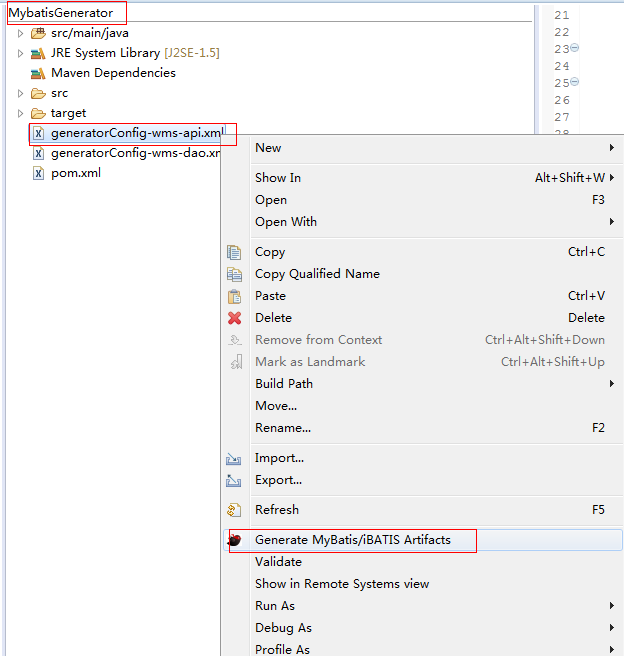 MybatisGenerator
src/main/java
JRE System Library [J2SE-1.5]
Maven Dependencies
src
target
generatorConfig-wms-api.xml
generatorConfig-wms-dao.xm
pom.xml
21
22
23
24
25
26
27
28
New
Show In Alt+Shift+W
Open F3
Open With
Copy Ctrl+C
Copy Qualified Name
Paste Ctrl+V
Delete Delete
Remove from Context Ctrl+Alt+Shift+Down
Mark as Landmark Ctrl+Alt+Shift+Up
Build Path
Move...
Rename... F2
Import...
Export...
Refresh F5
Generate MyBatis/iBATIS Artifacts
Validate
Show in Remote Systems view
Run As
Debug As
Profile As